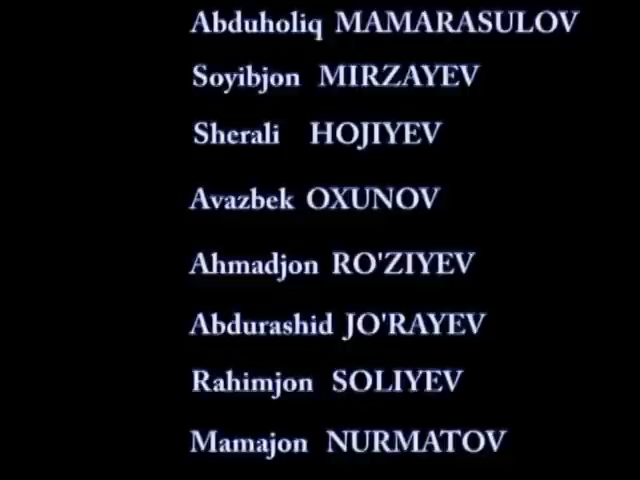 Abduholiq MAMARASULOV
Soyibjon MIRZAYEV
Sherali HOJIYEV
Avazbek OXUNOV
Ahmadjon RO'ZIYEV
Abdurashid JO'RAYEV
Rahimjon SOLIYEV
Mamajon NURMATOV